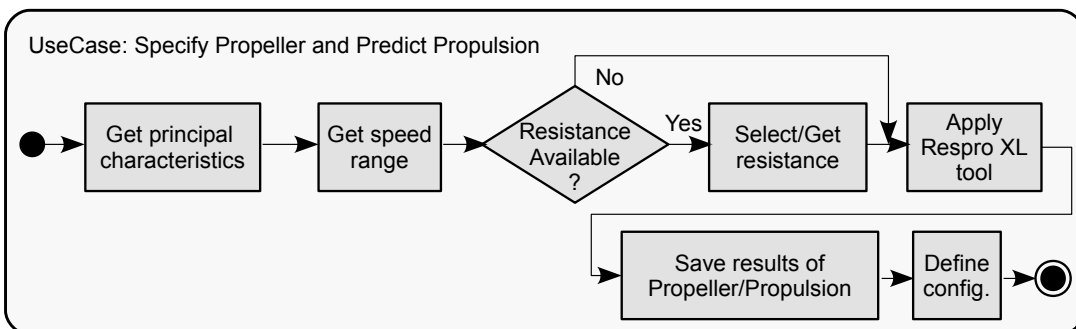 UseCase: Specify Propeller and Predict Propulsion
No
Get principal
characteristics
Get speed
range
Resistance
Available
?
Yes
Select/Get
resistance
Apply
Respro XL
tool
Save results of
Propeller/Propulsion
Define
config.